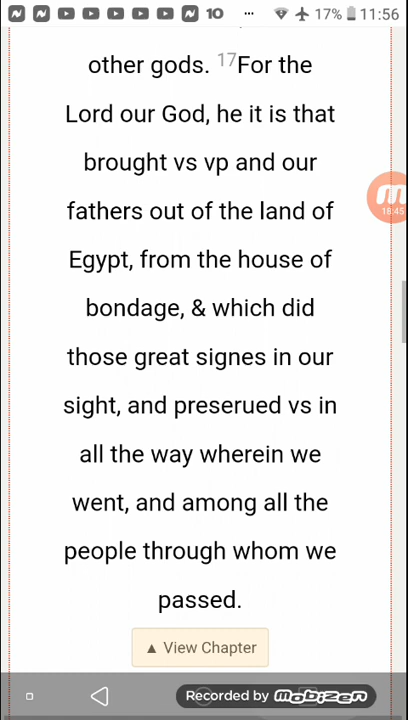 10 ... 17% 11:56
other gods. 17For the
Lord our God, he it is that
brought vs vp and our
fathers out of the land of
Egypt, from the house of
bondage, & which did
those great signes in our
sight, and preserued vs in
all the way wherein we
went, and among all the
people through whom we
passed.
▲ View Chapter
m
18:45
Recorded by mobizen